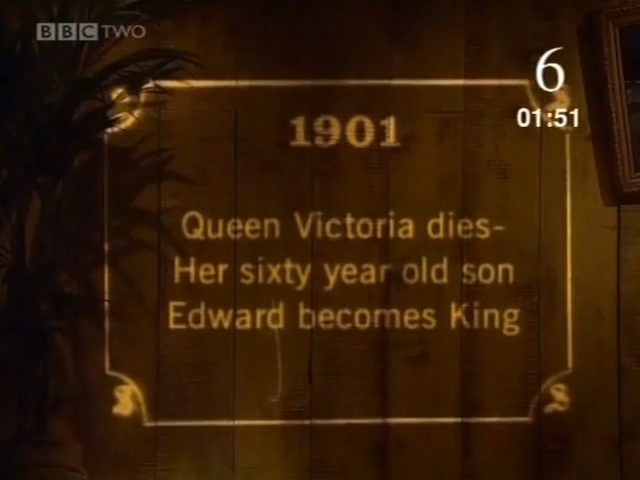 BBC TWO
6
01:51
1901
Queen Victoria dies-
Her sixty year old son
Edward becomes King